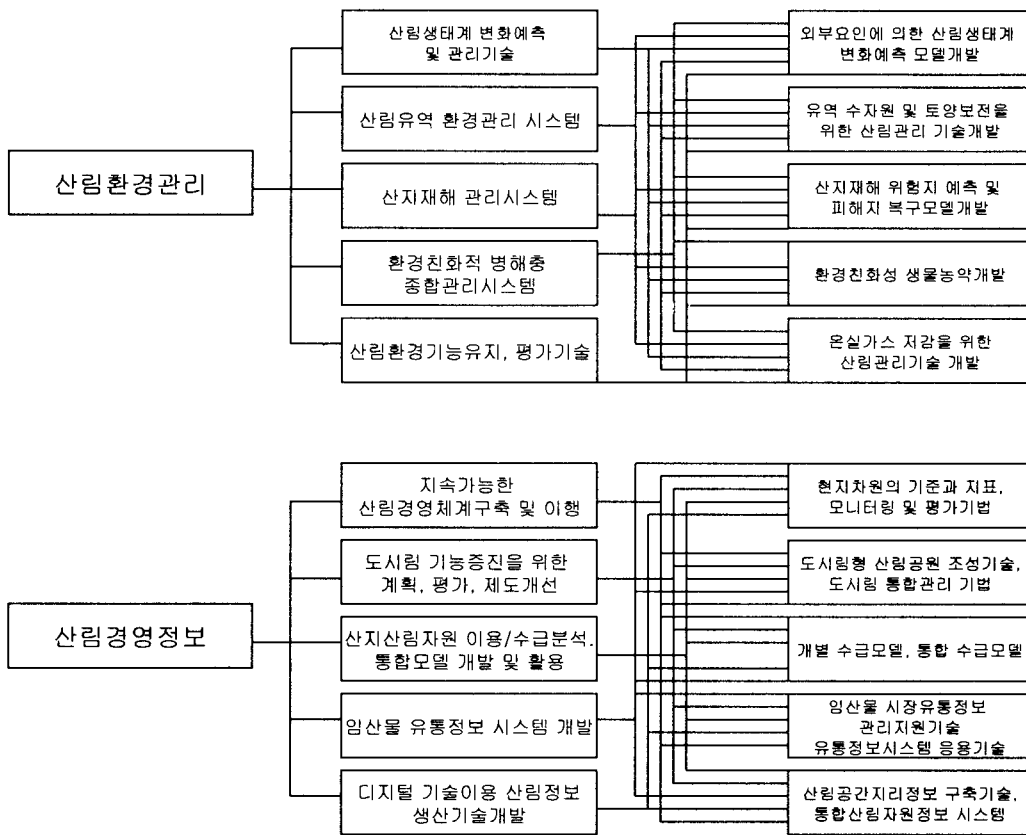 산림환경관리
산림생태계 변화예측
및 관리기술
산림유역 환경관리 시스템
산지재해 관리시스템
환경친화적 병해충
종합관리시스템
산림환경기능유지, 평가기술
외부요인에 의한 산림생태계
변화예측 모델개발
유역 수자원 및 토양보전을
위한 산림관리 기술개발
산지재해 위험지 예측 및
피해지 복구모델개발
환경친화성 생물농약개발
온실가스 저감을 위한
산림관리기술 개발
산림경영정보
지속가능한
산림경영체계구축 및 이행
도시림 기능증진을 위한
계획, 평가, 제도개선
산지산림자원 이용/수급분석,
통합모델 개발 및 활용
임산물 유통정보 시스템 개발
디지털 기술이용 산림정보
생산기술개발
현지차원의 기준과 지표,
모니터링 및 평가기법
도시림형 산림공원 조성기술,
도시림 통합관리 기법
개별 수급모델, 통합 수급모델
임산물 시장유통정보
관리지원기술
유통정보시스템 응용기술
산림공간지리정보 구축기술,
통합산림자원정보 시스템